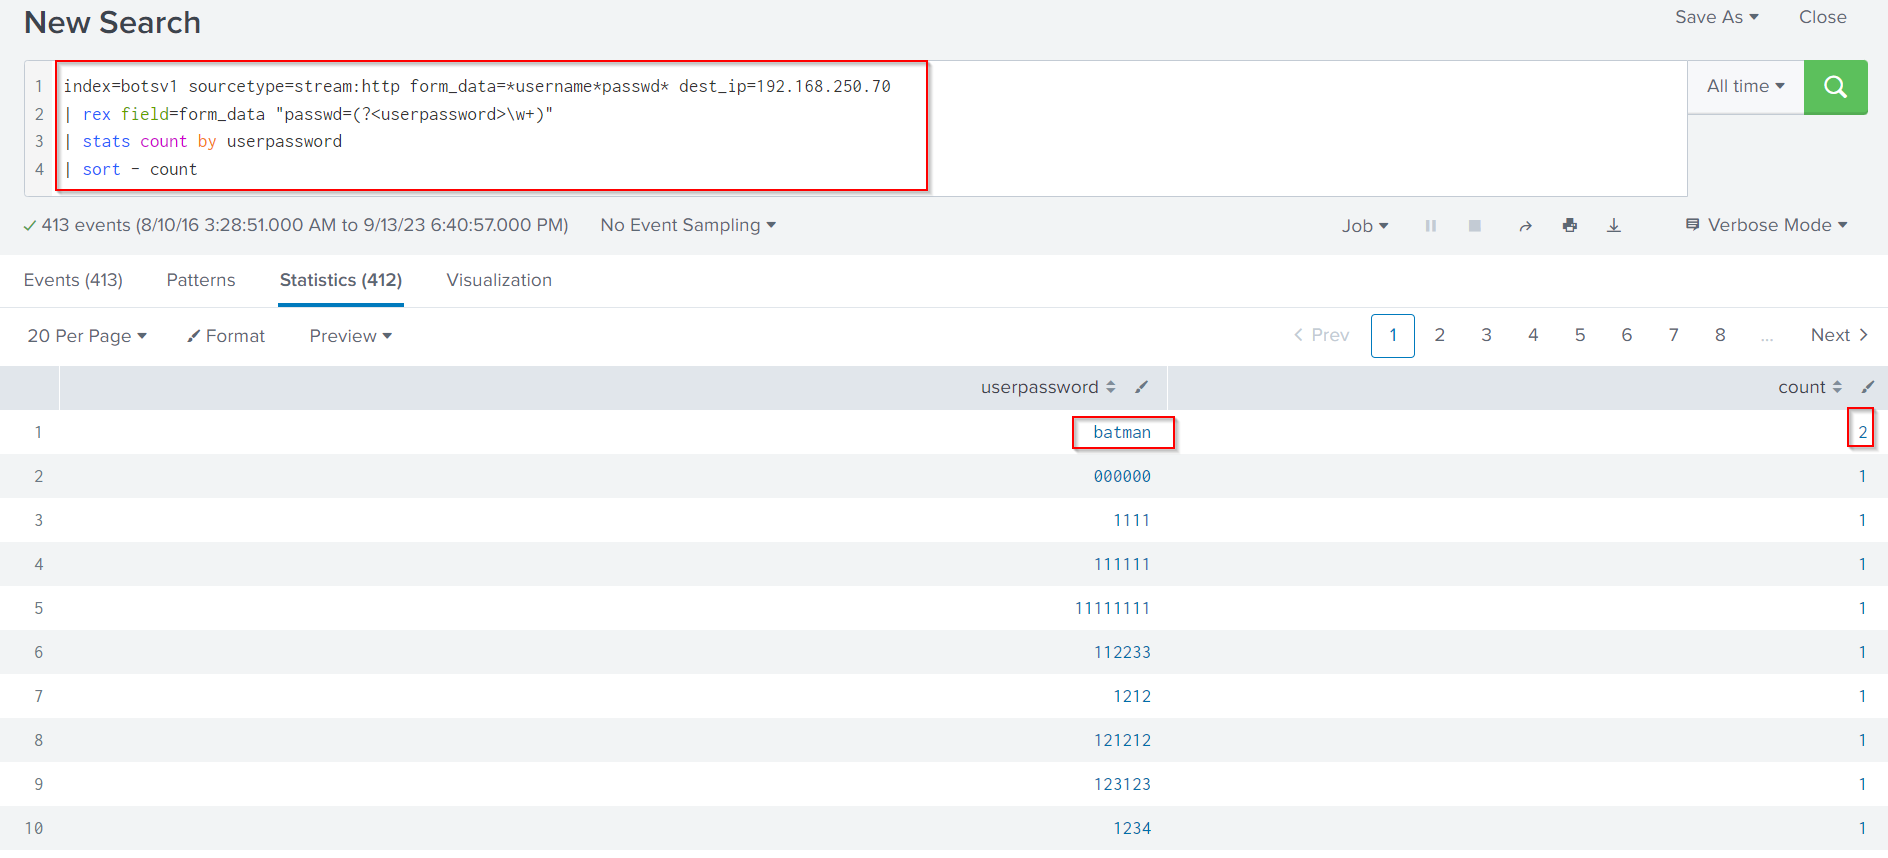 New Search
Save As Close
1 index=botsv1 sourcetype=stream:http form_data=*username*passwd* dest_ip=192.168.250.70
2 | rex field=form_data "passwd=(?<userpassword>\w+)"
3 | stats count by userpassword
4 | sort - count
All time
413 events (8/10/16 3:28:51.000 AM to 9/13/23 6:40:57.000 PM) No Event Sampling Job Verbose Mode
Events (413) Patterns Statistics (412) Visualization
20 Per Page Format Preview Prev 1 2 3 4 5 6 7 8 ... Next
userpassword count
1 batman 2
2 000000 1
3 1111 1
4 111111 1
5 11111111 1
6 112233 1
7 1212 1
8 121212 1
9 123123 1
10 1234 1